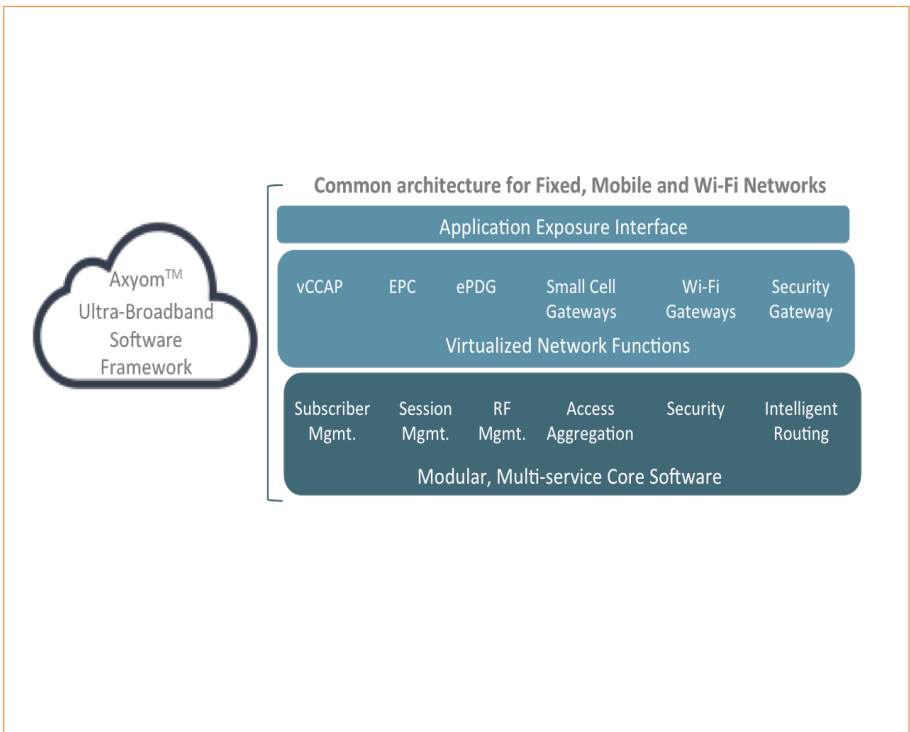 Common architecture for Fixed, Mobile and Wi-Fi Networks
Axyom™
Ultra-Broadband
Software
Framework
Application Exposure Interface
vCCAP EPC ePDG Small Cell Wi-Fi Security
Gateways Gateways Gateway
Virtualized Network Functions
Subscriber Session RF Access Security Intelligent
Mgmt. Mgmt. Mgmt. Aggregation Routing
Modular, Multi-service Core Software